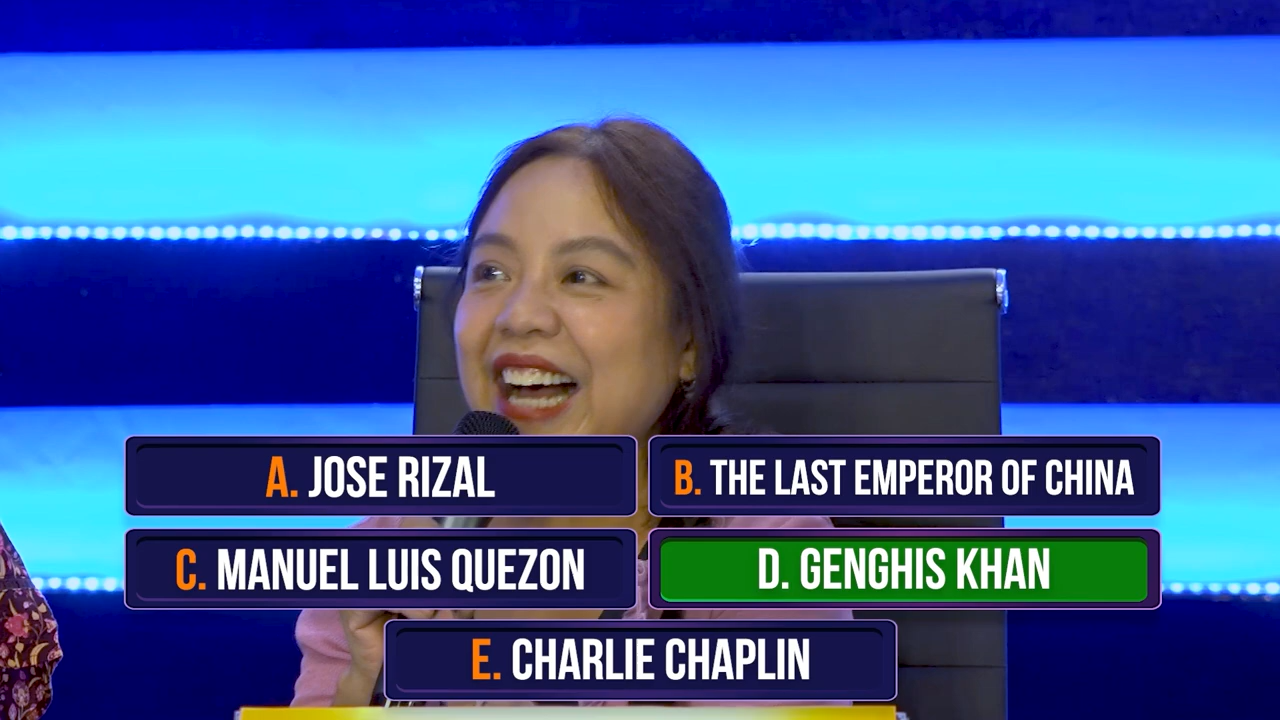 A. JOSE RIZAL
B. THE LAST EMPEROR OF CHINA
C. MANUEL LUIS QUEZON
D. GENGHIS KHAN
E. CHARLIE CHAPLIN